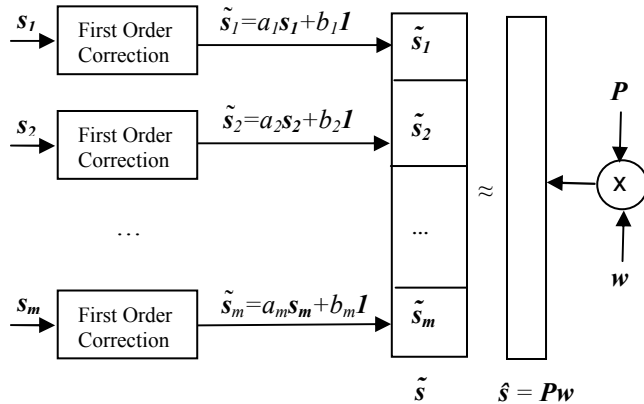 s₁ First Order Correction s̃₁=a₁s₁+b₁1 s̃₁
P
s₂ First Order Correction s̃₂=a₂s₂+b₂1 s̃₂
≈ x
... ...
w
sₘ First Order Correction s̃ₘ=aₘsₘ+bₘ1 s̃ₘ
s̃ ŝ = Pw